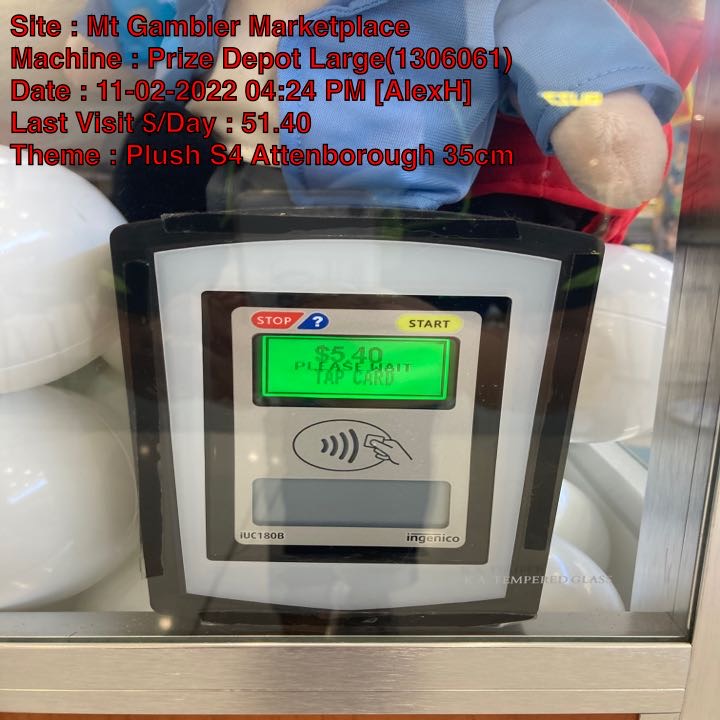 Site : Mt Gambier Marketplace
Machine : Prize Depot Large(1306061)
Date : 11-02-2022 04:24 PM [AlexH]
Last Visit $/Day : 51.40
Theme : Plush S4 Attenborough 35cm
STOP ? START
$5.40
PLEASE WAIT
TAP CARD
iUC180B ingenico
TEMPERED GLASS